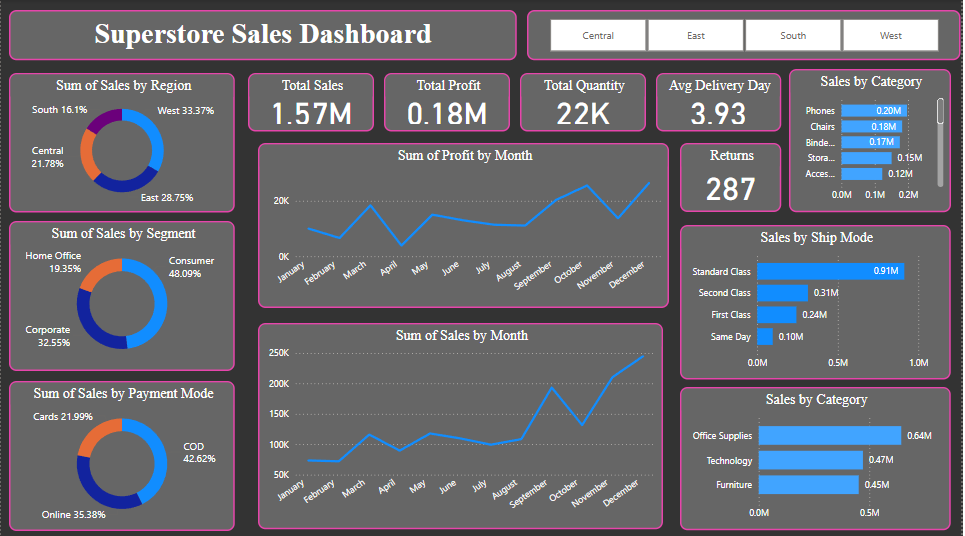 Superstore Sales Dashboard
Central East South West
Sum of Sales by Region
South 16.1%
West 33.37%
Central
21.78%
East 28.75%
Total Sales
1.57M
Total Profit
0.18M
Total Quantity
22K
Avg Delivery Day
3.93
Sales by Category
Phones 0.20M
Chairs 0.18M
Binde... 0.17M
Stora... 0.15M
Acces... 0.12M
0.0M 0.1M 0.2M
Sum of Profit by Month
20K
0K
January February March April May June July August September October November December
Returns
287
Sum of Sales by Segment
Home Office
19.35%
Consumer
48.09%
Corporate
32.55%
Sales by Ship Mode
Standard Class 0.91M
Second Class 0.31M
First Class 0.24M
Same Day 0.10M
0.0M 0.5M 1.0M
Sum of Sales by Month
250K
200K
150K
100K
50K
January February March April May June July August September October November December
Sum of Sales by Payment Mode
Cards 21.99%
COD
42.62%
Online 35.38%
Sales by Category
Office Supplies 0.64M
Technology 0.47M
Furniture 0.45M
0.0M 0.5M